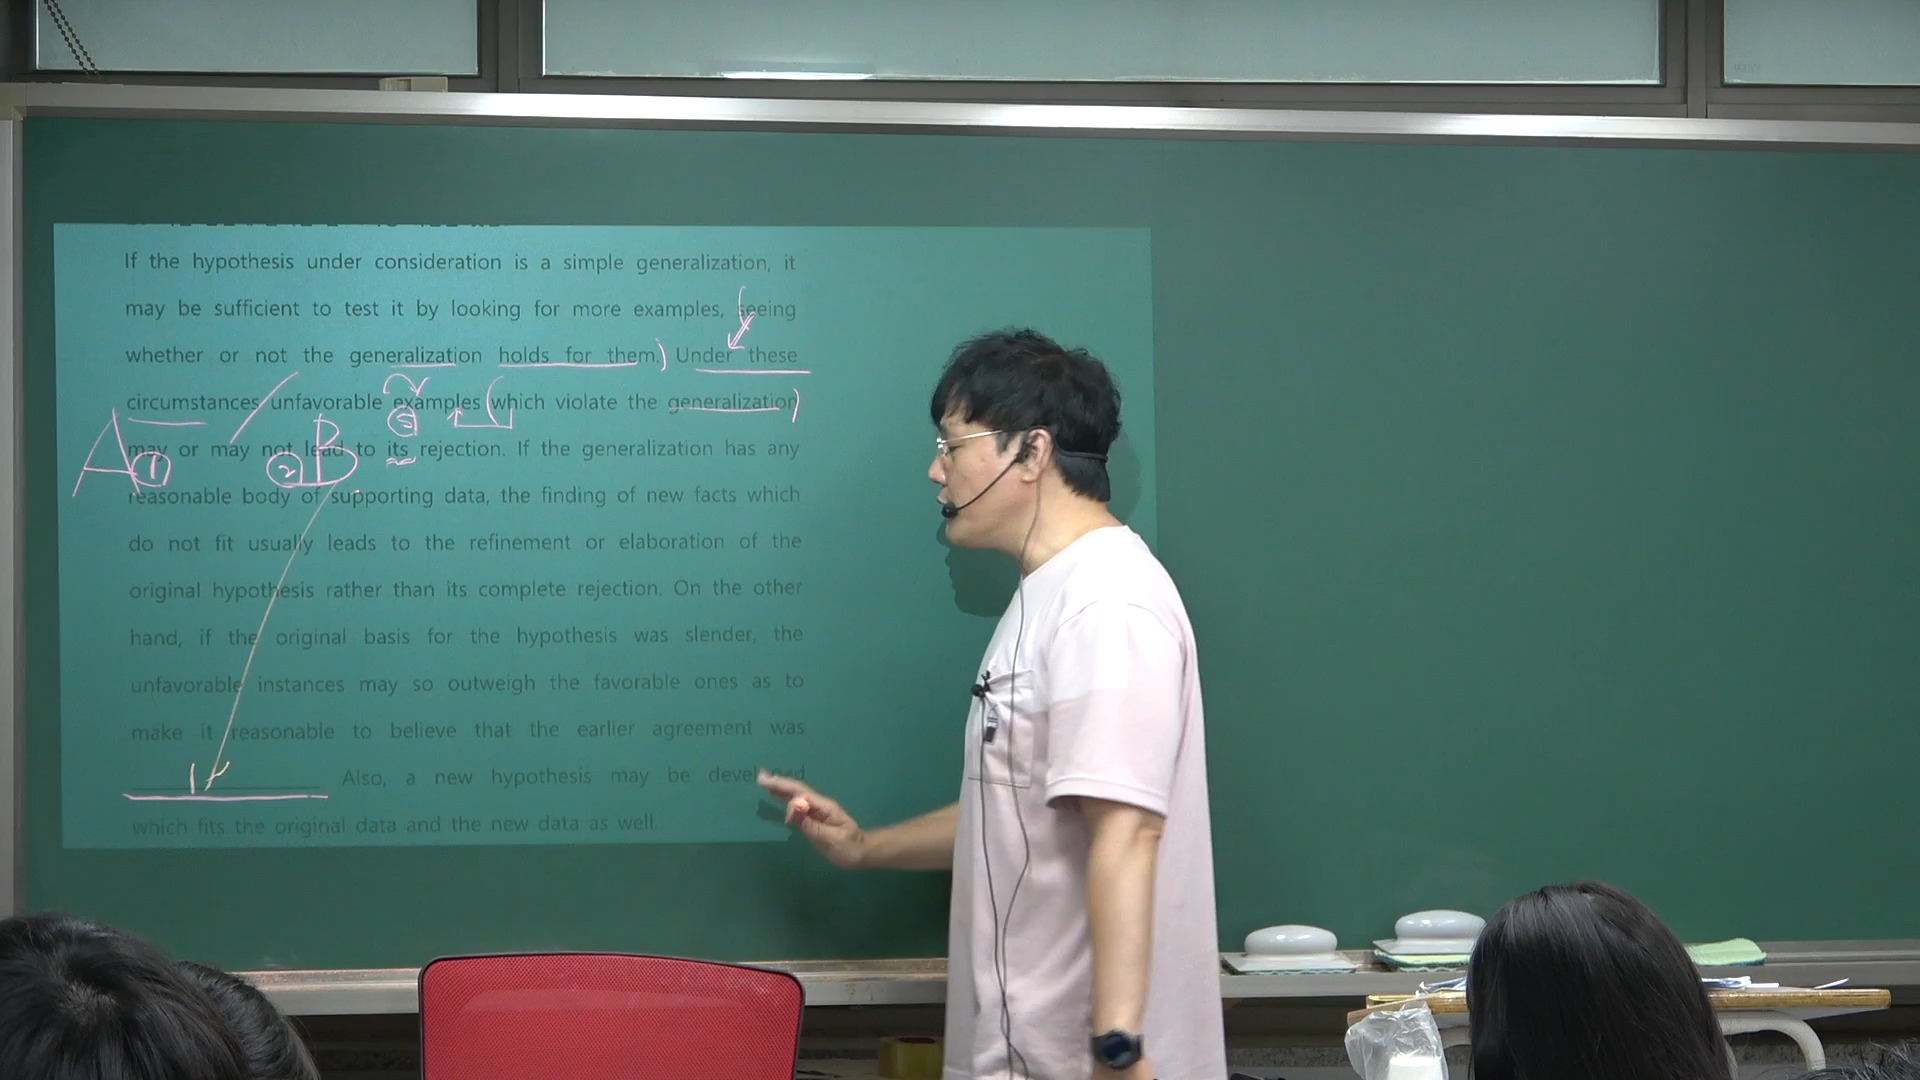 If the hypothesis under consideration is a simple generalization, it
may be sufficient to test it by looking for more examples, seeing
whether or not the generalization holds for them. Under these
circumstances unfavorable examples which violate the generalization
may or may not lead to its rejection. If the generalization has any
reasonable body of supporting data, the finding of new facts which
do not fit usually leads to the refinement or elaboration of the
original hypothesis rather than its complete rejection. On the other
hand, if the original basis for the hypothesis was slender, the
unfavorable instances may so outweigh the favorable ones as to
make it reasonable to believe that the earlier agreement was
Also, a new hypothesis may be developed
which fits the original data and the new data as well.
A ① ② B ③